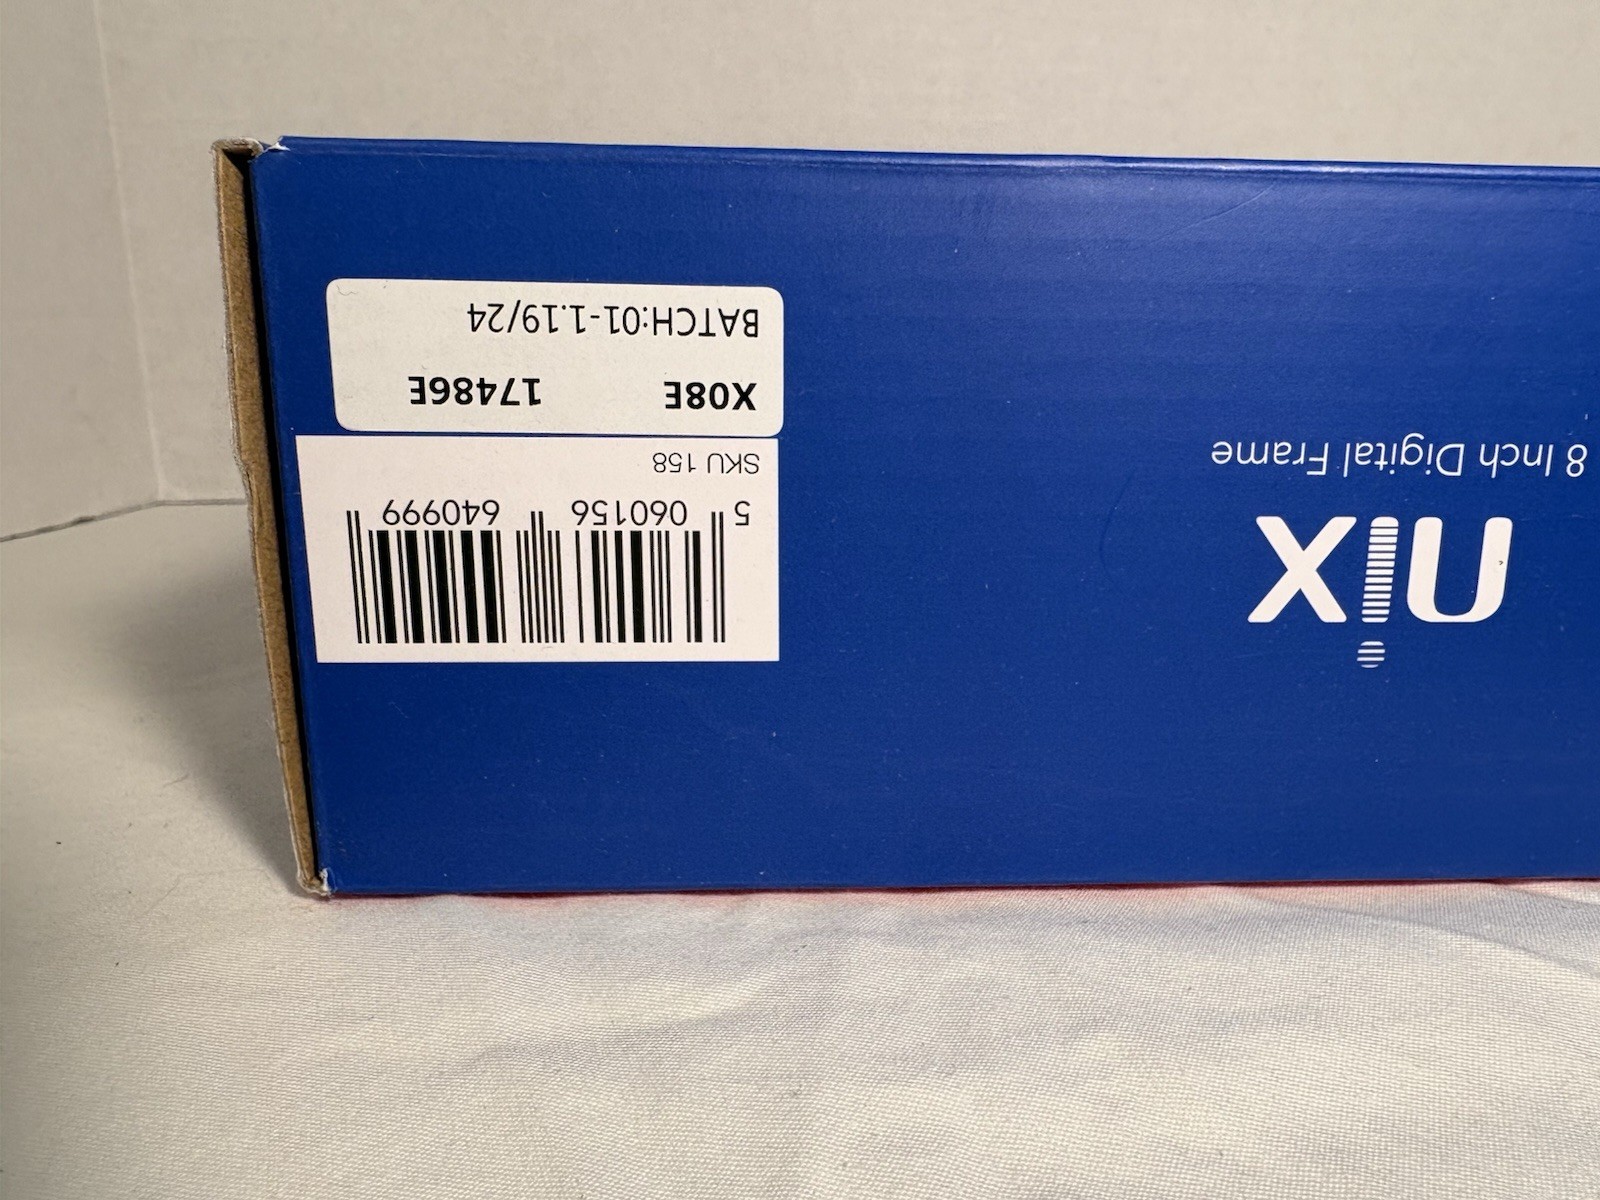 nix
8 Inch Digital Frame
5 060156 640999
SKU 158
X08E 17486E
BATCH:01-1.19/24